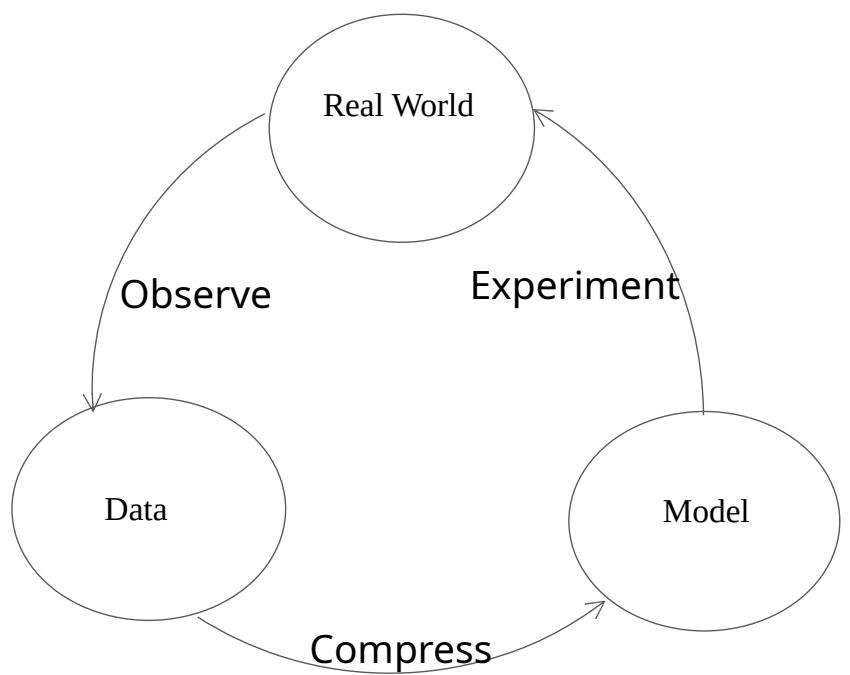 Real World
Observe
Experiment
Data
Model
Compress